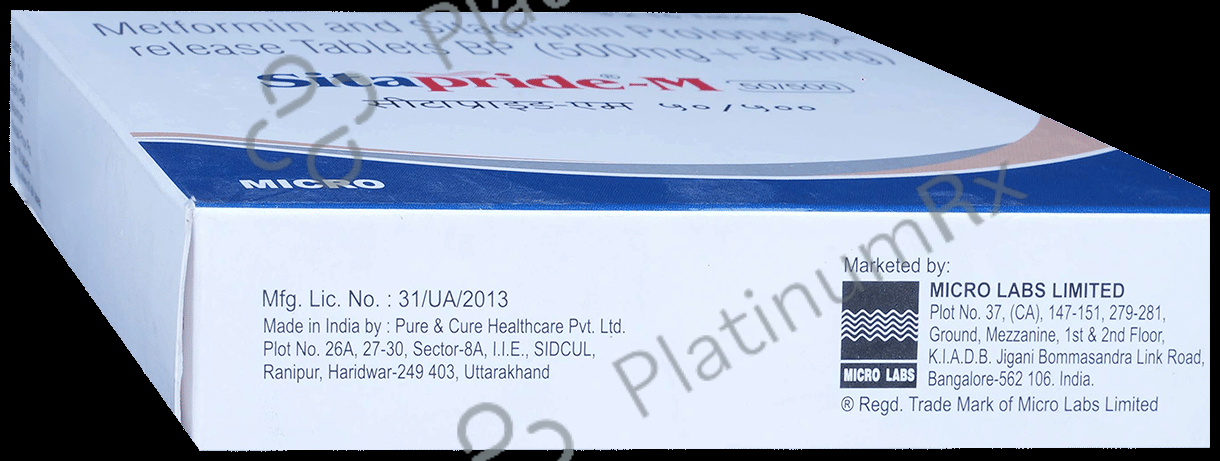 Metformin and Sitagliptin Prolonged-
release Tablets BP (500mg + 50mg)
Sitapride®-M 50/500
सीटाप्राइड-एम ५०/५००
MICRO
Mfg. Lic. No. : 31/UA/2013
Made in India by : Pure & Cure Healthcare Pvt. Ltd.
Plot No. 26A, 27-30, Sector-8A, I.I.E., SIDCUL,
Ranipur, Haridwar-249 403, Uttarakhand
Marketed by:
MICRO LABS LIMITED
Plot No. 37, (CA), 147-151, 279-281,
Ground, Mezzanine, 1st & 2nd Floor,
K.I.A.D.B. Jigani Bommasandra Link Road,
Bangalore-562 106. India.
MICRO LABS
® Regd. Trade Mark of Micro Labs Limited
PlatinumRx